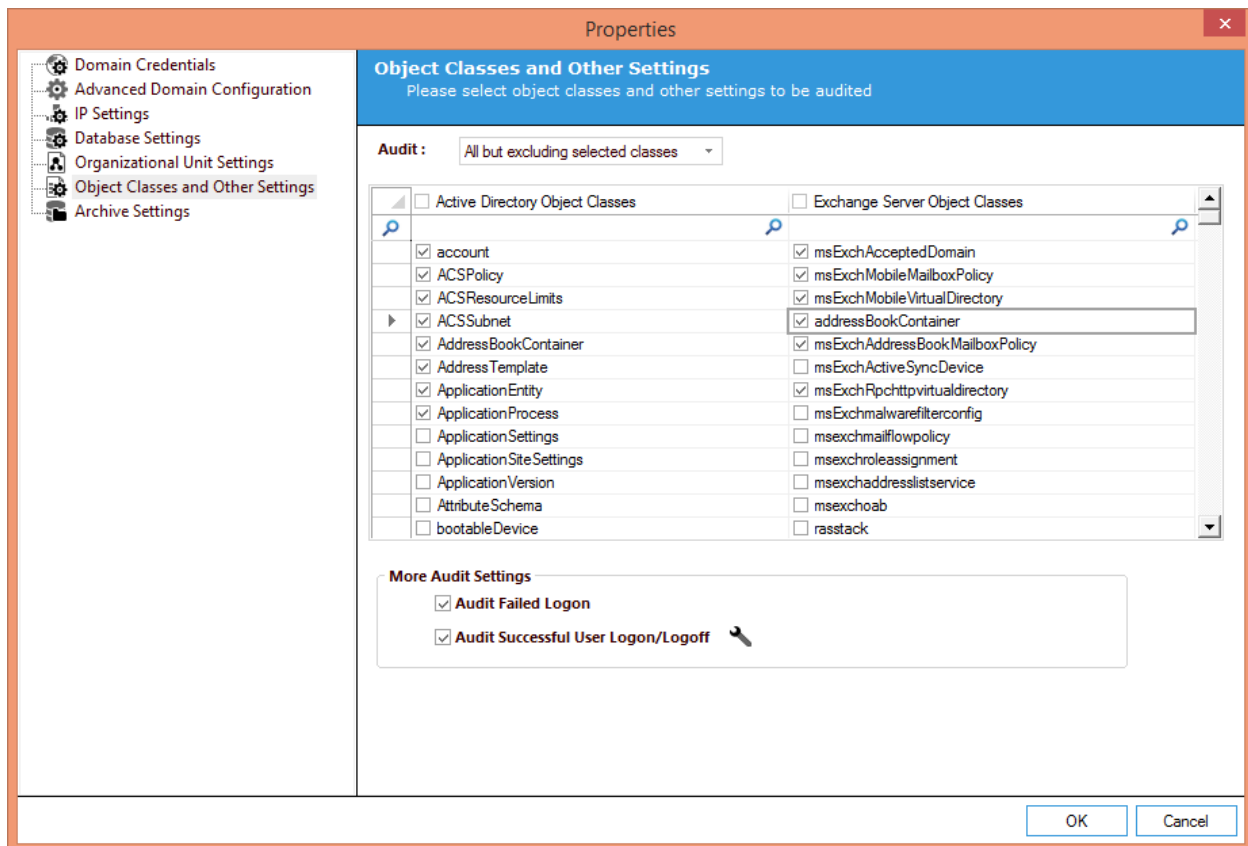 Properties
Domain Credentials
Advanced Domain Configuration
IP Settings
Database Settings
Organizational Unit Settings
Object Classes and Other Settings
Archive Settings
Object Classes and Other Settings
Please select object classes and other settings to be audited
Audit : All but excluding selected classes
Active Directory Object Classes Exchange Server Object Classes
account msExchAcceptedDomain
ACSPolicy msExchMobileMailboxPolicy
ACSResourceLimits msExchMobileVirtualDirectory
ACSSubnet addressBookContainer
AddressBookContainer msExchAddressBookMailboxPolicy
AddressTemplate msExchActiveSyncDevice
ApplicationEntity msExchRpchttpvirtualdirectory
ApplicationProcess msExchmalwarefilterconfig
ApplicationSettings msexchmailflowpolicy
ApplicationSiteSettings msexchroleassignment
ApplicationVersion msexchaddresslistservice
AttributeSchema msexchoab
bootableDevice rasstack
More Audit Settings
Audit Failed Logon
Audit Successful User Logon/Logoff
OK Cancel